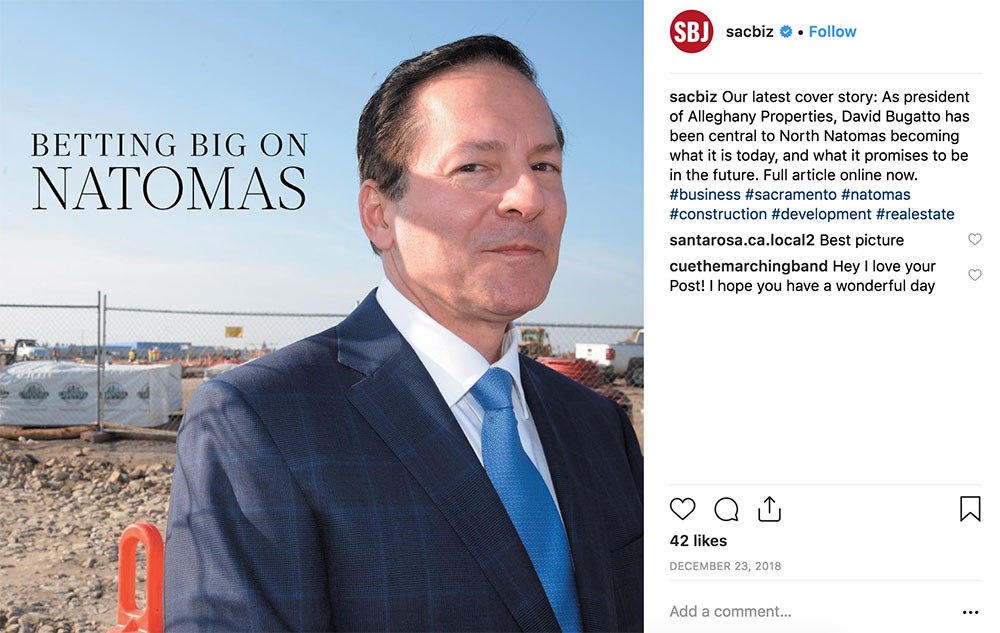 BETTING BIG ON
NATOMAS
SBJ
sacbiz • Follow
sacbiz Our latest cover story: As president
of Alleghany Properties, David Bugatto has
been central to North Natomas becoming
what it is today, and what it promises to be
in the future. Full article online now.
#business #sacramento #natomas
#construction #development #realestate
santarosa.ca.local2 Best picture
cuethemarchingband Hey I love your
Post! I hope you have a wonderful day
42 likes
DECEMBER 23, 2018
Add a comment...